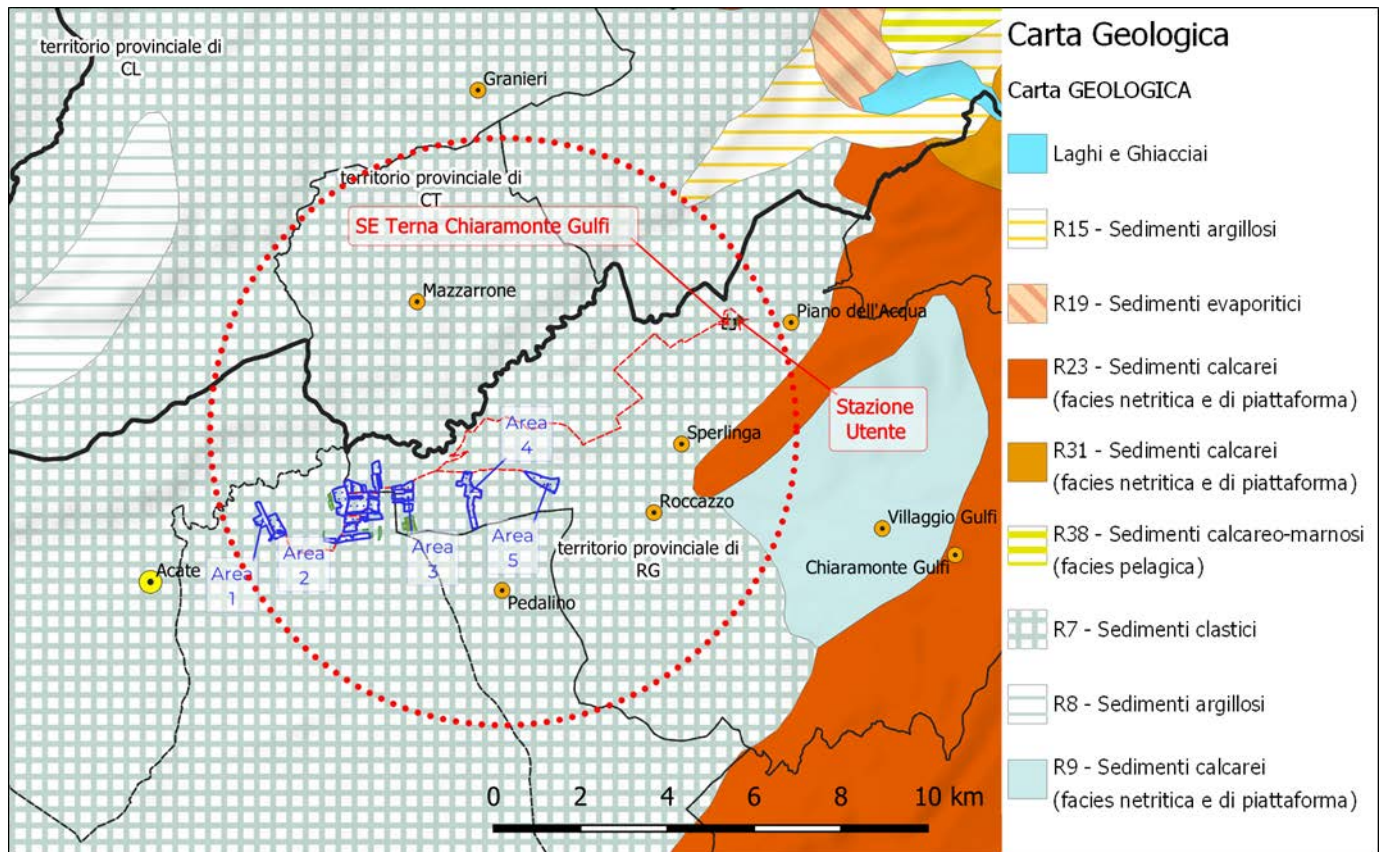 territorio provinciale di
CL
Granieri
territorio provinciale di
CT
SE Terna Chiaramonte Gulfi
Mazzarrone
Piano dell'Acqua
Stazione
Utente
Area
4
Sperlinga
Roccazzo
Villaggio Gulfi
territorio provinciale di
RG
Chiaramonte Gulfi
Area
1
Area
2
Area
3
Area
5
Acate
Pedalino
0 2 4 6 8 10 km
Carta Geologica
Carta GEOLOGICA
Laghi e Ghiacciai
R15 - Sedimenti argillosi
R19 - Sedimenti evaporitici
R23 - Sedimenti calcarei
(facies netritica e di piattaforma)
R31 - Sedimenti calcarei
(facies netritica e di piattaforma)
R38 - Sedimenti calcareo-marnosi
(facies pelagica)
R7 - Sedimenti clastici
R8 - Sedimenti argillosi
R9 - Sedimenti calcarei
(facies netritica e di piattaforma)